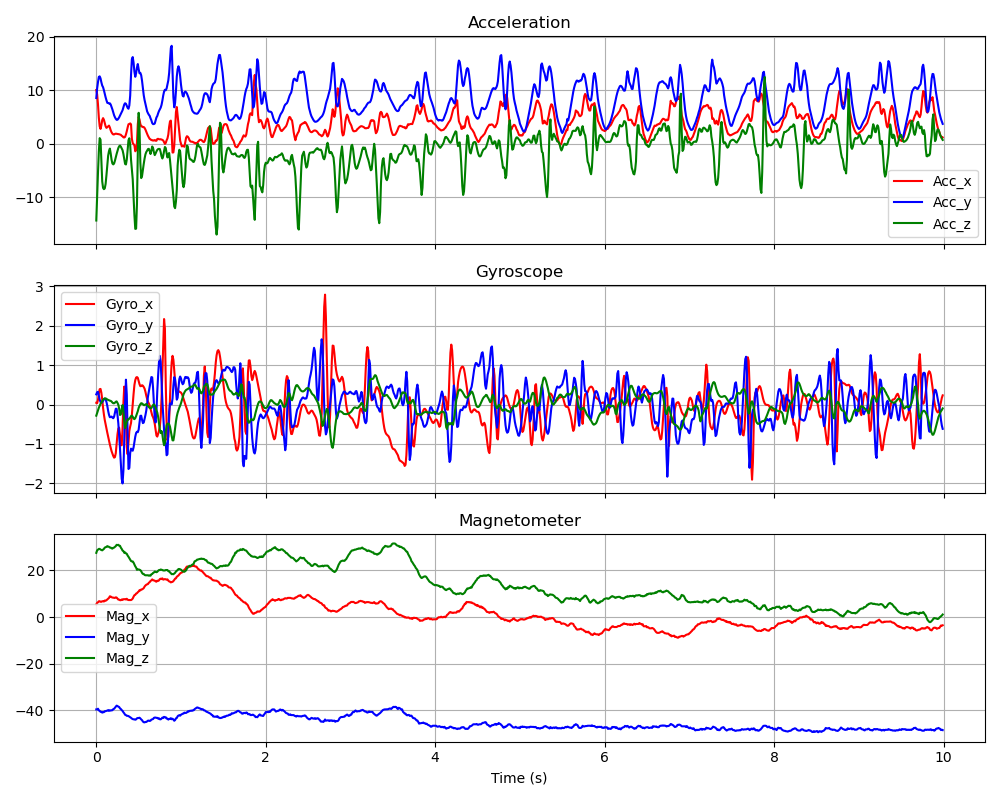 Acceleration
20
10
0
−10
Acc_x
Acc_y
Acc_z
Gyroscope
3
2
1
0
−1
−2
Gyro_x
Gyro_y
Gyro_z
Magnetometer
20
0
−20
−40
Mag_x
Mag_y
Mag_z
0 2 4 6 8 10
Time (s)